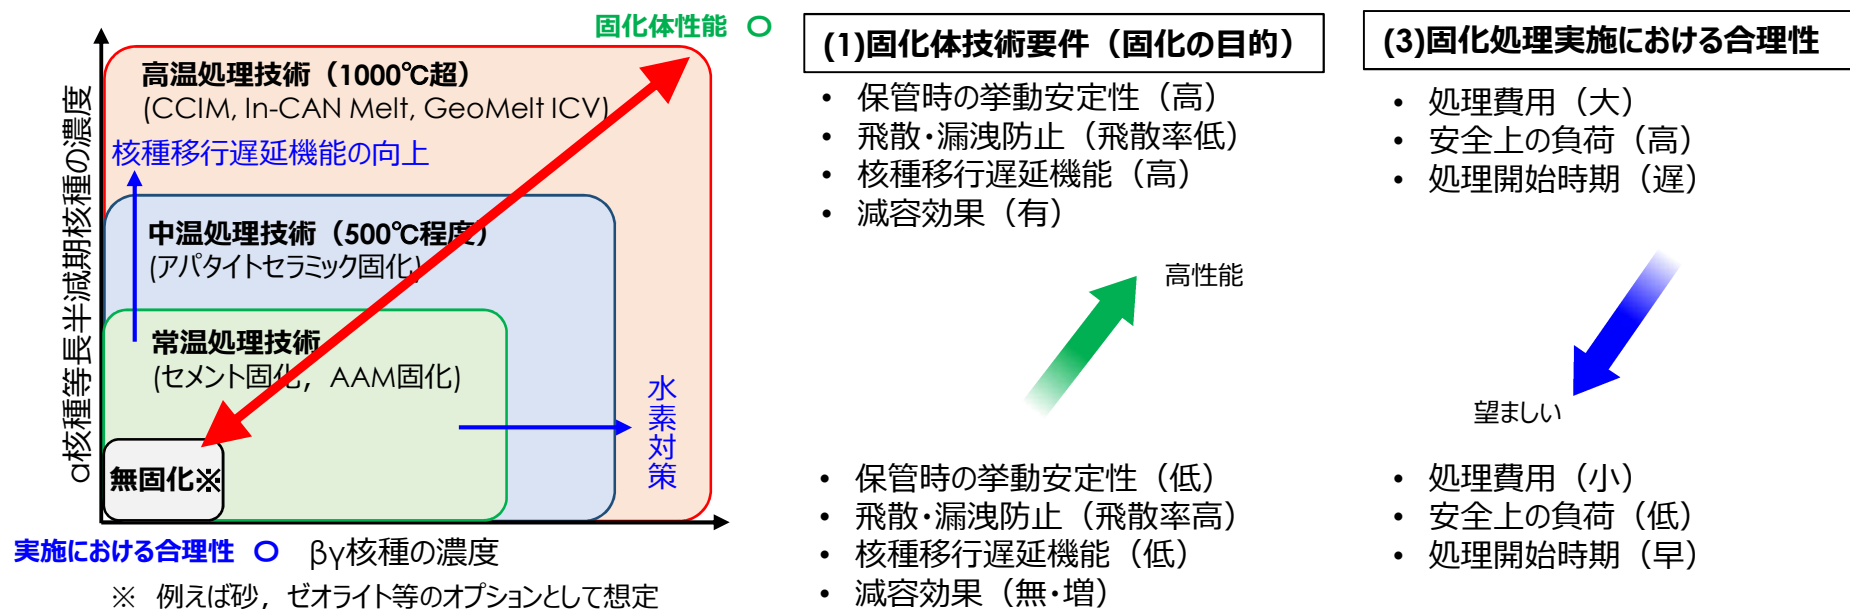 固化体性能 〇
高温処理技術（1000℃超）
(CCIM, In-CAN Melt, GeoMelt ICV)
核種移行遅延機能の向上
中温処理技術（500℃程度）
(アパタイトセラミック固化)
常温処理技術
(セメント固化，AAM固化)
水素対策
無固化※
α核種等長半減期核種の濃度
実施における合理性 〇
βγ核種の濃度
※ 例えば砂，ゼオライト等のオプションとして想定
(1)固化体技術要件（固化の目的）
• 保管時の挙動安定性（高）
• 飛散・漏洩防止（飛散率低）
• 核種移行遅延機能（高）
• 減容効果（有）
高性能
• 保管時の挙動安定性（低）
• 飛散・漏洩防止（飛散率高）
• 核種移行遅延機能（低）
• 減容効果（無・増）
(3)固化処理実施における合理性
• 処理費用（大）
• 安全上の負荷（高）
• 処理開始時期（遅）
望ましい
• 処理費用（小）
• 安全上の負荷（低）
• 処理開始時期（早）